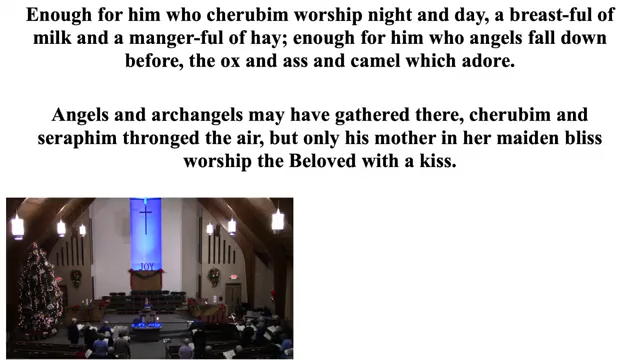 Enough for him who cherubim worship night and day, a breast-ful of
milk and a manger-ful of hay; enough for him who angels fall down
before, the ox and ass and camel which adore.
Angels and archangels may have gathered there, cherubim and
seraphim thronged the air, but only his mother in her maiden bliss
worship the Beloved with a kiss.
JOY